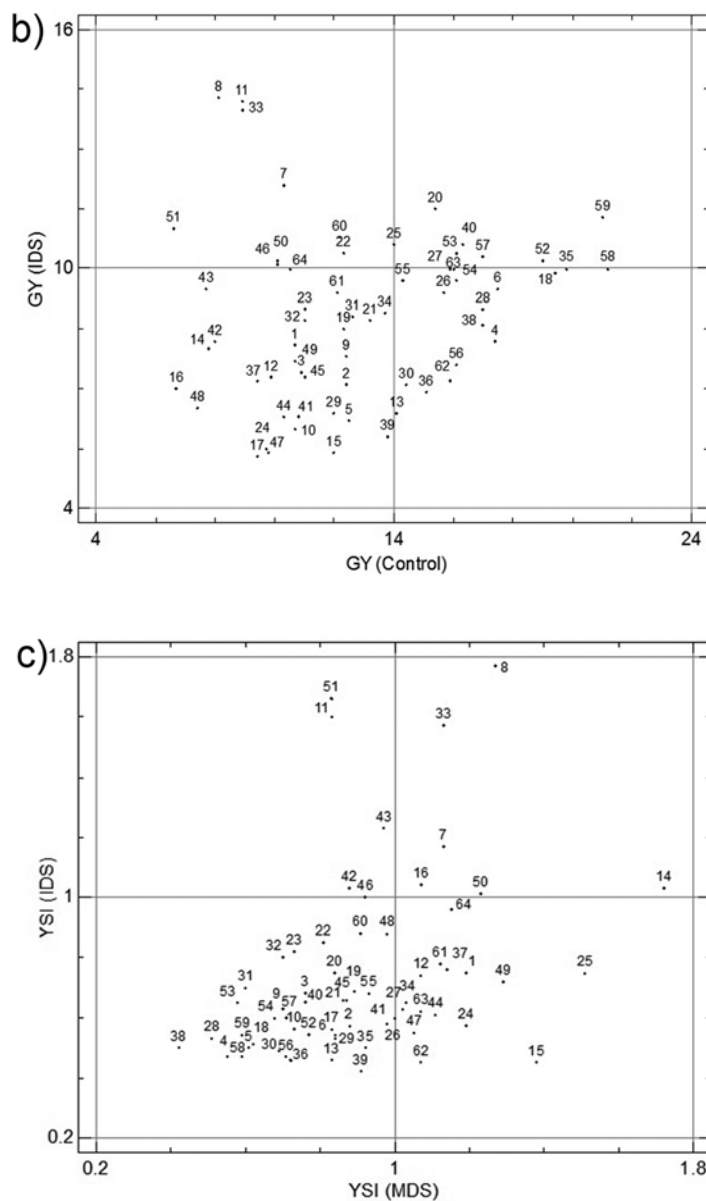 b)
16
8 11
33
7
51 60 20 59
46 50 22 25 53 40 57 52 35 58
64 27 63 54 18
43 61 55 26 6
23 31 34 28
32 19 21 38
14 42 1 49 9 4
3 56
16 37 12 45 2 30 36 62
48 44 41 29 5 13
24 10 39
17 47 15
10
4
4 14 24
GY (IDS)
GY (Control)
c)
1.8
8
51
11 33
43
7
42 46 16 50 14
64
60 48
32 23 22
20 19 12 61 37 1 49 25
31 3 45 55 34
53 9 57 40 21 27 63 44
54 10 17 2 41 24
28 59 18 52 6 29 26 47
38 4 5 30 56 13 35
58 36 39 62 15
1
0.2
0.2 1 1.8
YSI (IDS)
YSI (MDS)